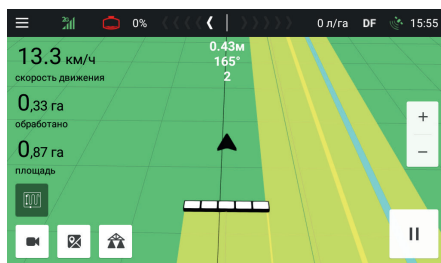 2G 0% 0 л/га DF 15:55
0.43м
165°
2
13.3 км/ч
скорость движения
0,33 га
обработано
0,87 га
площадь